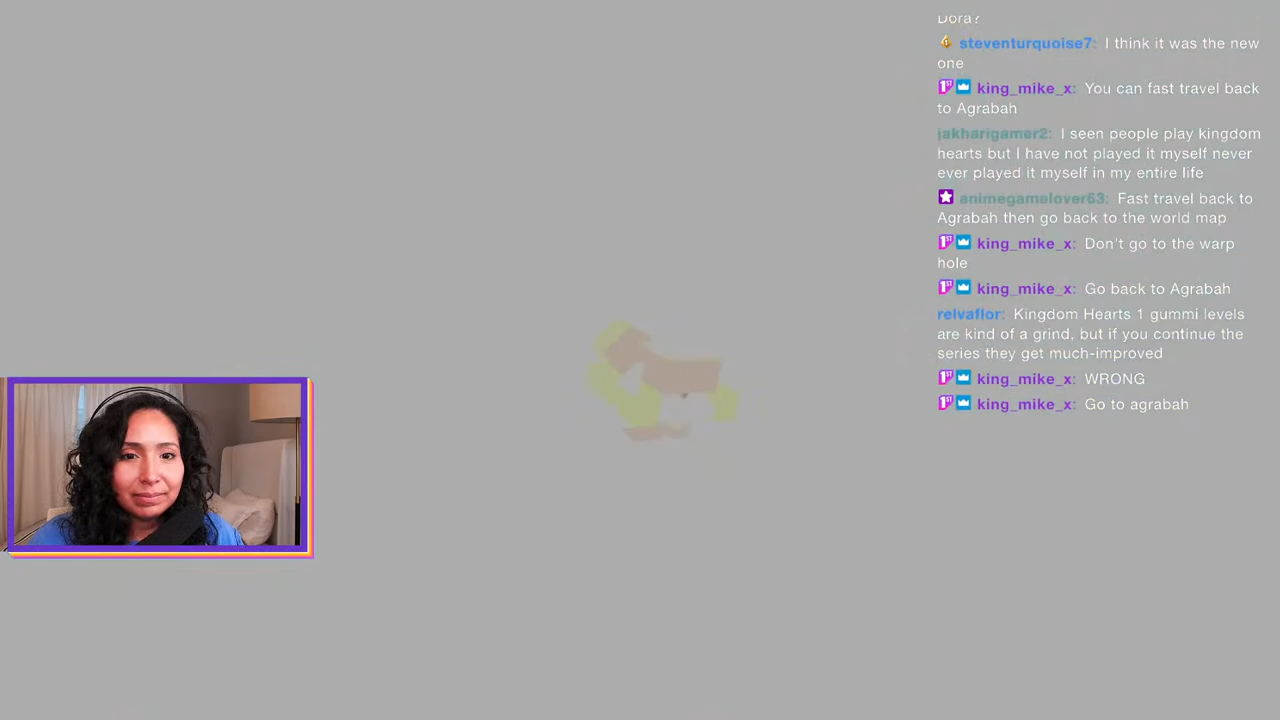 Dora?
steventurquoise7: I think it was the new
one
king_mike_x: You can fast travel back
to Agrabah
jakharigamer2: I seen people play kingdom
hearts but I have not played it myself never
ever played it myself in my entire life
animegamelover63: Fast travel back to
Agrabah then go back to the world map
king_mike_x: Don't go to the warp
hole
king_mike_x: Go back to Agrabah
relvaflor: Kingdom Hearts 1 gummi levels
are kind of a grind, but if you continue the
series they get much-improved
king_mike_x: WRONG
king_mike_x: Go to agrabah